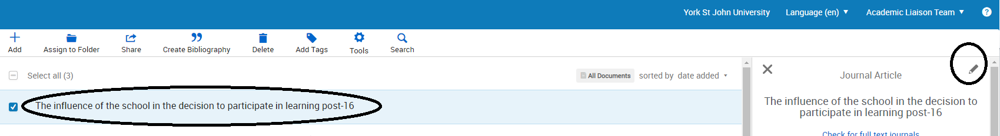 York St John University Language (en) Academic Liaison Team ?
Add Assign to Folder Share Create Bibliography Delete Add Tags Tools Search
Select all (3) All Documents sorted by date added
The influence of the school in the decision to participate in learning post-16
Journal Article
The influence of the school in the decision to
participate in learning post-16
Check for full text journals